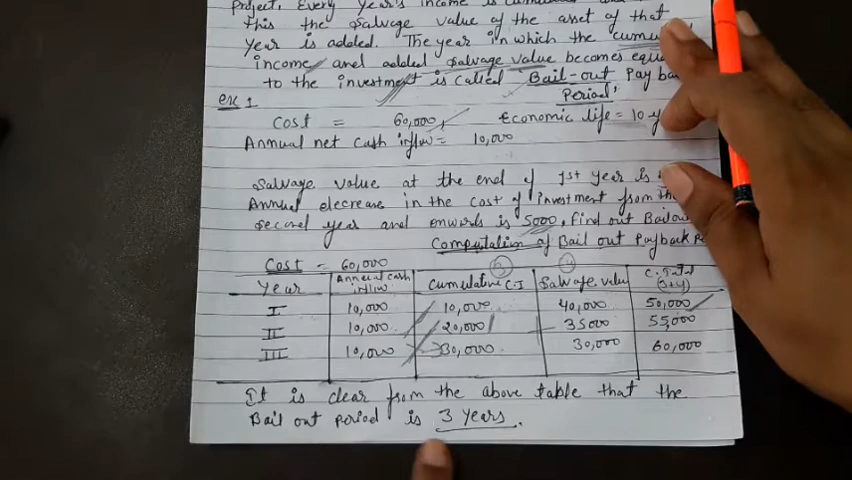 Project, Every Year's income is
this the salvage value of the asset of that
Year is added. The year in which the
income and added salvage value becomes
to the investment is called 'Bail-out Pay
Period'
ex 1
Cost = 60,000, Economic life = 10
Annual net cash inflow = 10,000
Salvage value at the end of 1st Year is
Annual decrease in the cost of investment from the
second year and onwards is 5000, Find out
Computation of Bail out Payback
Cost = 60,000 (3) (4)
Year Annual cash inflow Cumulative C.I Salvage value C. Total (3+4)
I 10,000 10,000 40,000 50,000
II 10,000 20,000 35000 55,000
III 10,000 30,000 30,000 60,000
It is clear from the above table that the
Bail out period is 3 Years.